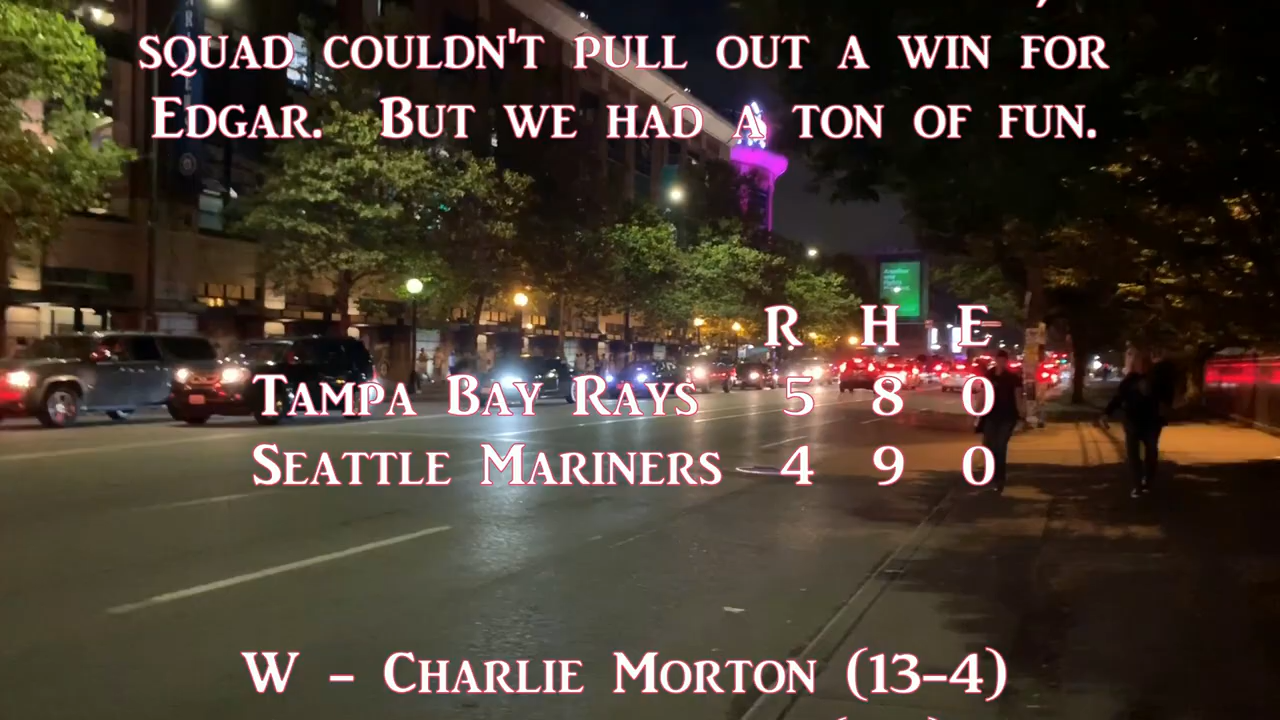 SQUAD COULDN'T PULL OUT A WIN FOR
EDGAR. BUT WE HAD A TON OF FUN.
R H E
TAMPA BAY RAYS 5 8 0
SEATTLE MARINERS 4 9 0
W - CHARLIE MORTON (13-4)